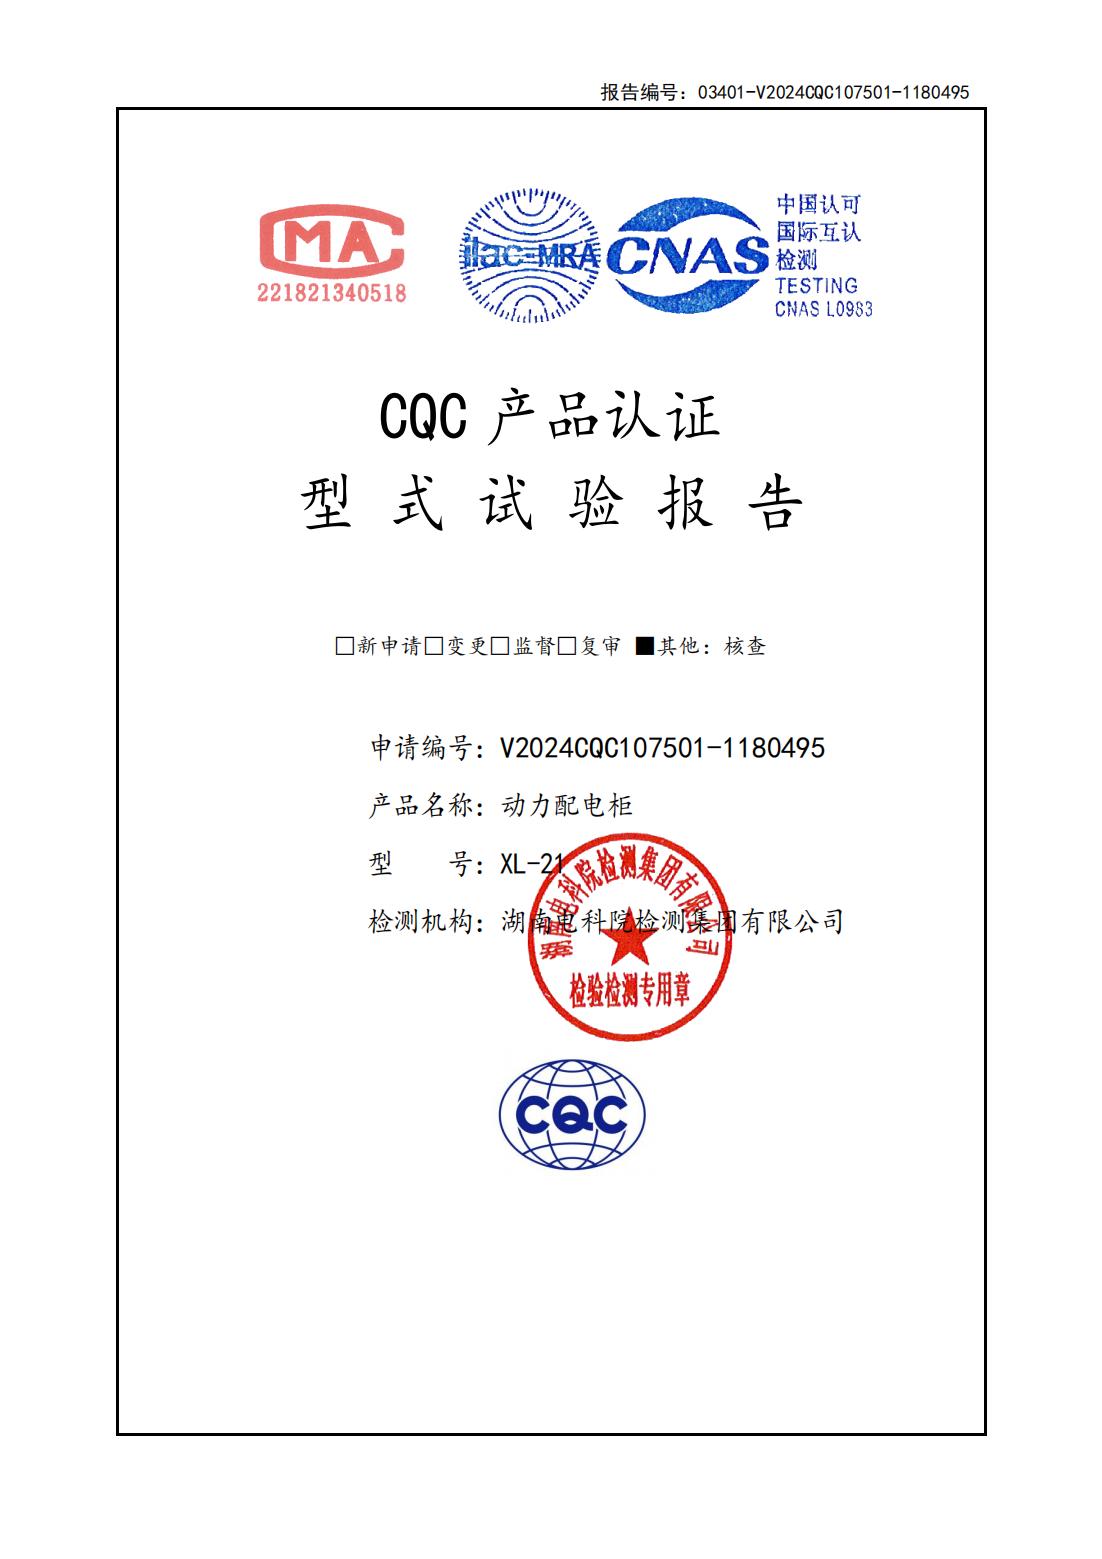 报告编号：03401-V2024CQC107501-1180495
MA
221821340518
ilac-MRA
CNAS
中国认可
国际互认
检测
TESTING
CNAS L0983
CQC 产品认证
型式试验报告
□新申请□变更□监督□复审 ■其他：核查
申请编号：V2024CQC107501-1180495
产品名称：动力配电柜
型 号：XL-21
检测机构：湖南电科院检测集团有限公司
湖南电科院检测集团有限公司
检验检测专用章
CQC